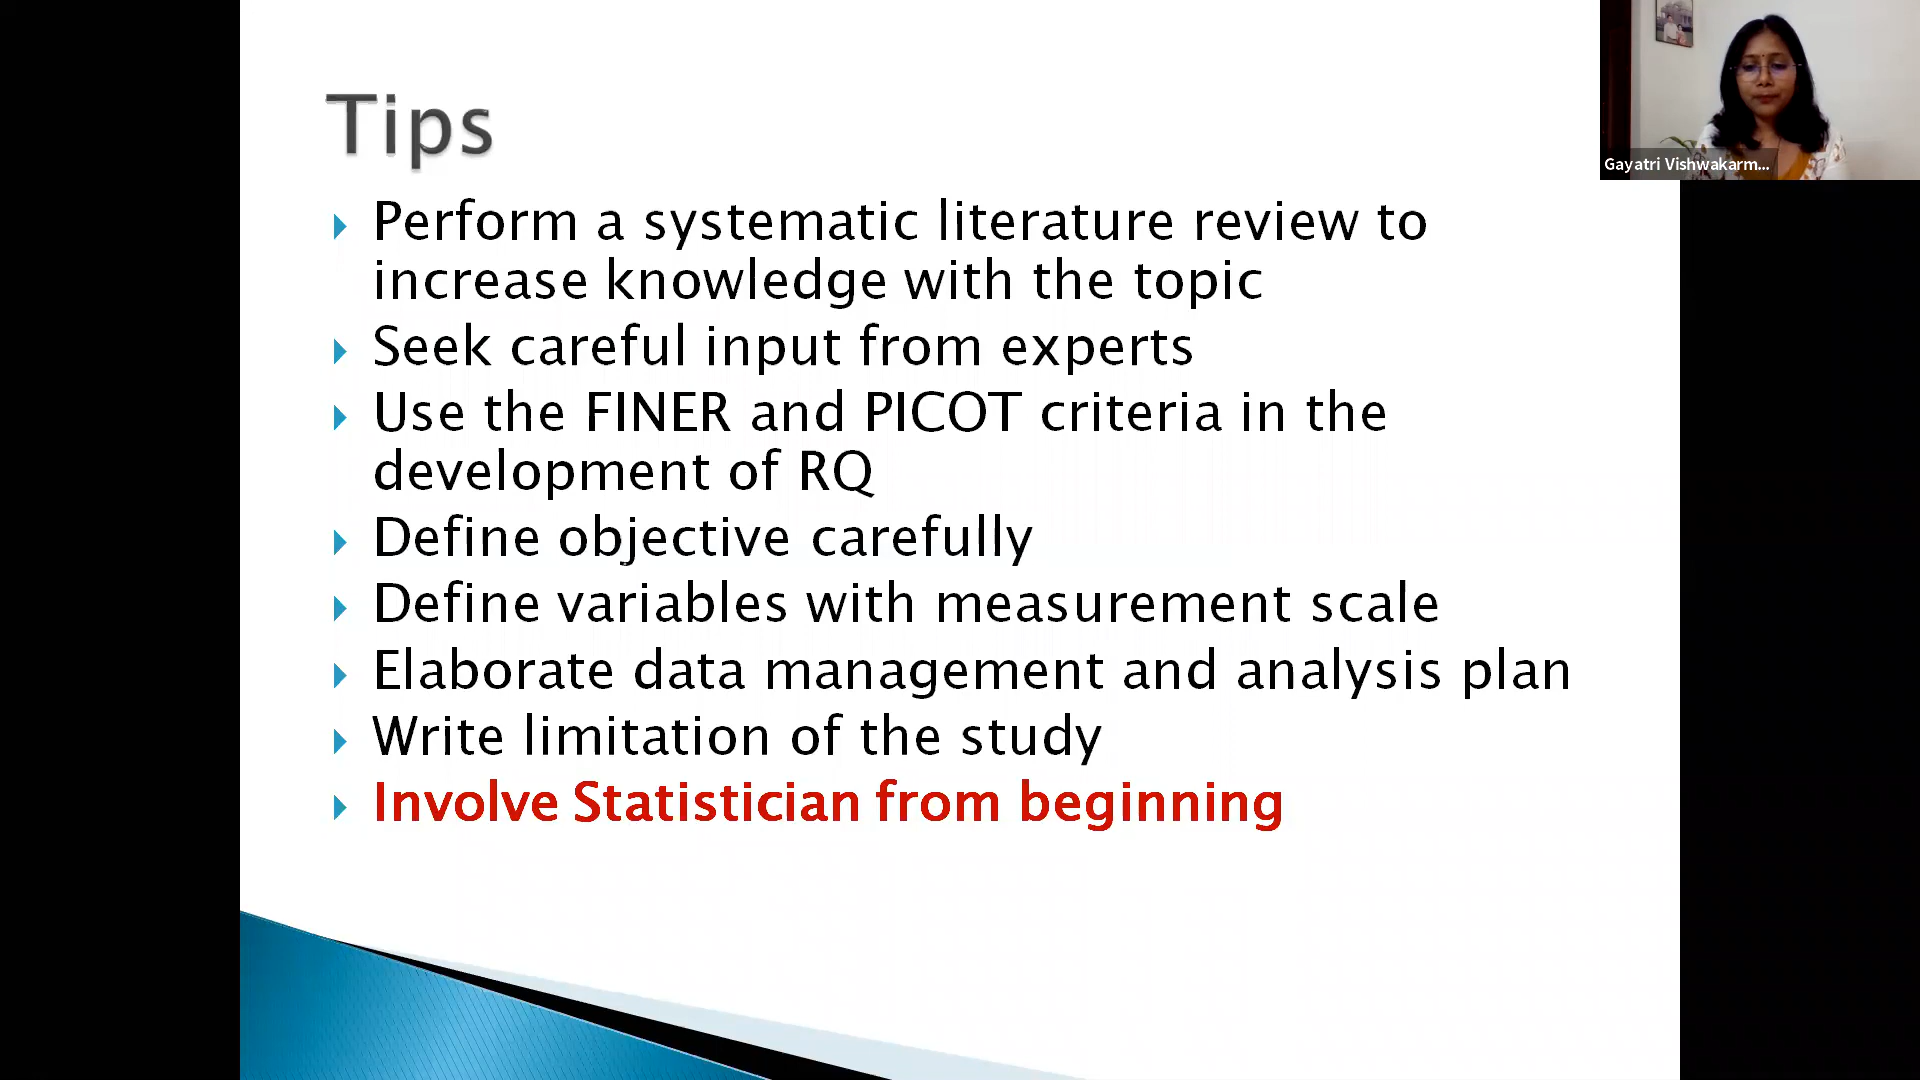 Tips
Perform a systematic literature review to
increase knowledge with the topic
Seek careful input from experts
Use the FINER and PICOT criteria in the
development of RQ
Define objective carefully
Define variables with measurement scale
Elaborate data management and analysis plan
Write limitation of the study
Involve Statistician from beginning
Gayatri Vishwakarm...